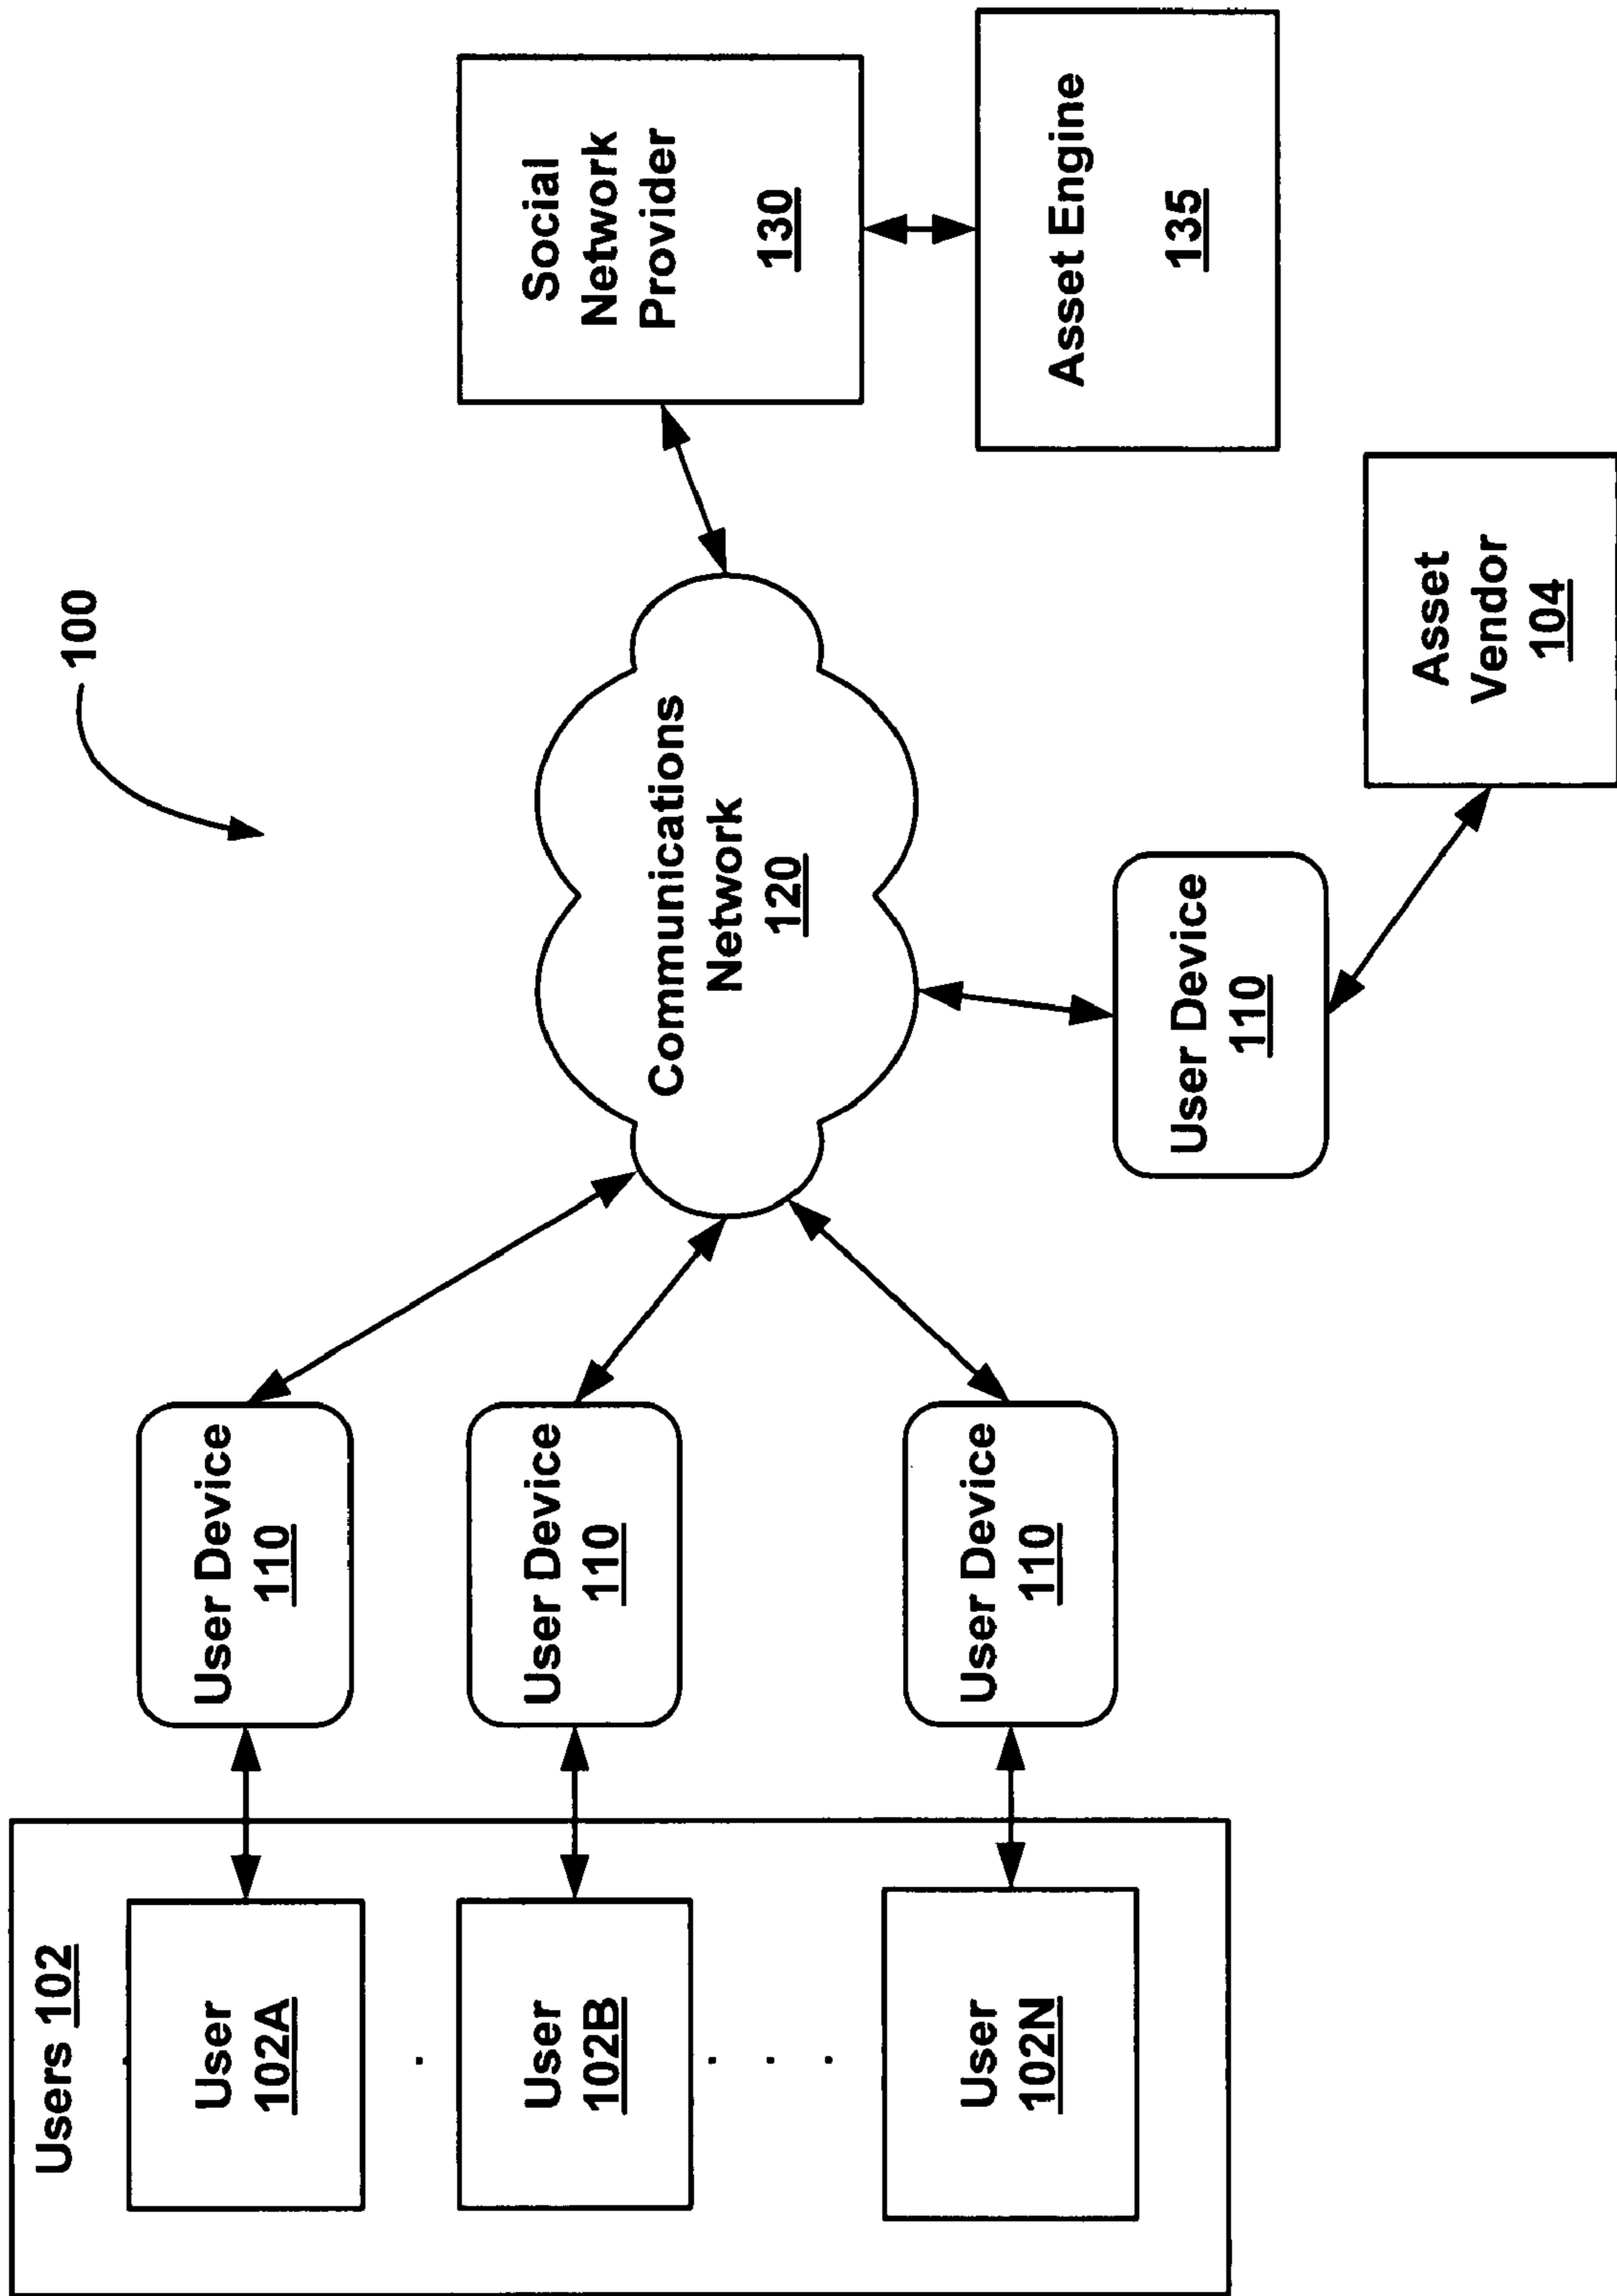 100
Users 102
User
102A
User
102B
User
102N
User Device
110
User Device
110
User Device
110
Communications
Network
120
User Device
110
Social
Network
Provider
130
Asset Engine
135
Asset
Vendor
104